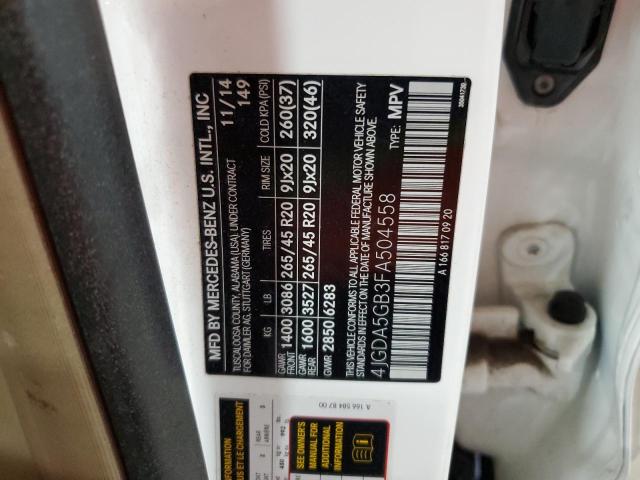 MFD BY MERCEDES-BENZ U.S. INTL., INC
TUSCALOOSA COUNTY, ALABAMA (USA), UNDER CONTRACT
FOR DAIMLER AG, STUTTGART (GERMANY)
11/14
149
KG LB TIRES RIM SIZE COLD KPA(PSI)
GAWR FRONT 1400 3086 265/45 R20 9Jx20 260(37)
GAWR REAR 1600 3527 265/45 R20 9Jx20 320(46)
GVWR 2850 6283
THIS VEHICLE CONFORMS TO ALL APPLICABLE FEDERAL MOTOR VEHICLE SAFETY
STANDARDS IN EFFECT ON THE DATE OF MANUFACTURE SHOWN ABOVE.
4JGDA5GB3FA504558 TYPE: MPV
A 166 817 09 20
A 166 584 87 00
INFORMATION
REAR
ARRIÈRE
SEE OWNER'S
MANUAL FOR
ADDITIONAL
INFORMATION